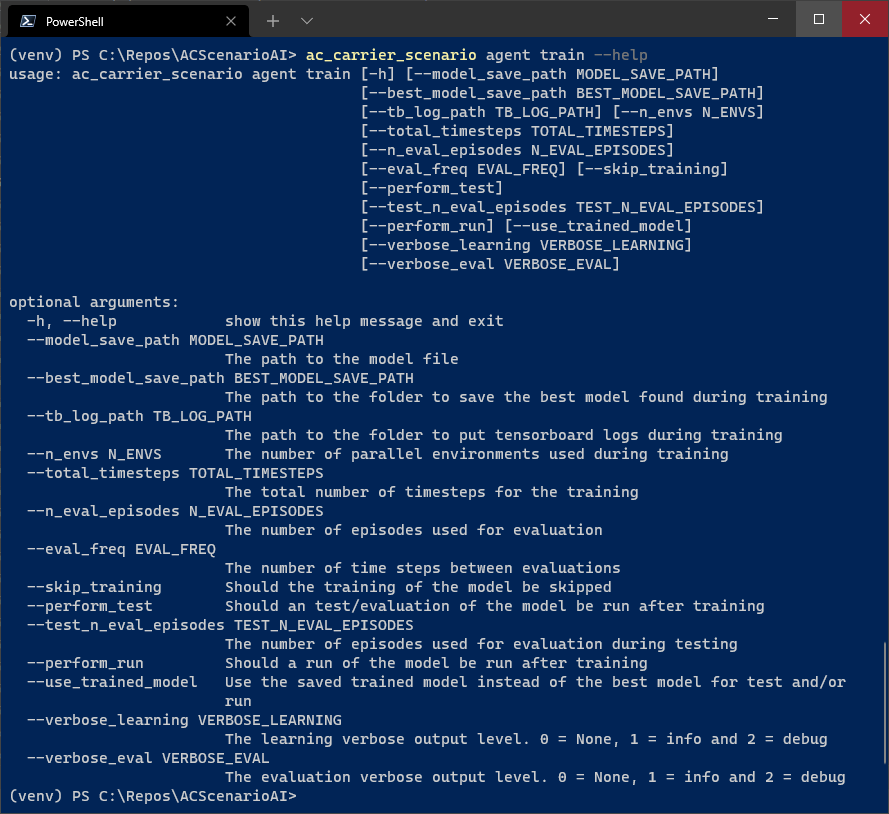 PowerShell
(venv) PS C:\Repos\ACScenarioAI> ac_carrier_scenario agent train --help
usage: ac_carrier_scenario agent train [-h] [--model_save_path MODEL_SAVE_PATH]
                                       [--best_model_save_path BEST_MODEL_SAVE_PATH]
                                       [--tb_log_path TB_LOG_PATH] [--n_envs N_ENVS]
                                       [--total_timesteps TOTAL_TIMESTEPS]
                                       [--n_eval_episodes N_EVAL_EPISODES]
                                       [--eval_freq EVAL_FREQ] [--skip_training]
                                       [--perform_test]
                                       [--test_n_eval_episodes TEST_N_EVAL_EPISODES]
                                       [--perform_run] [--use_trained_model]
                                       [--verbose_learning VERBOSE_LEARNING]
                                       [--verbose_eval VERBOSE_EVAL]

optional arguments:
  -h, --help            show this help message and exit
  --model_save_path MODEL_SAVE_PATH
                        The path to the model file
  --best_model_save_path BEST_MODEL_SAVE_PATH
                        The path to the folder to save the best model found during training
  --tb_log_path TB_LOG_PATH
                        The path to the folder to put tensorboard logs during training
  --n_envs N_ENVS       The number of parallel environments used during training
  --total_timesteps TOTAL_TIMESTEPS
                        The total number of timesteps for the training
  --n_eval_episodes N_EVAL_EPISODES
                        The number of episodes used for evaluation
  --eval_freq EVAL_FREQ
                        The number of time steps between evaluations
  --skip_training       Should the training of the model be skipped
  --perform_test        Should an test/evaluation of the model be run after training
  --test_n_eval_episodes TEST_N_EVAL_EPISODES
                        The number of episodes used for evaluation during testing
  --perform_run         Should a run of the model be run after training
  --use_trained_model   Use the saved trained model instead of the best model for test and/or
                        run
  --verbose_learning VERBOSE_LEARNING
                        The learning verbose output level. 0 = None, 1 = info and 2 = debug
  --verbose_eval VERBOSE_EVAL
                        The evaluation verbose output level. 0 = None, 1 = info and 2 = debug
(venv) PS C:\Repos\ACScenarioAI>